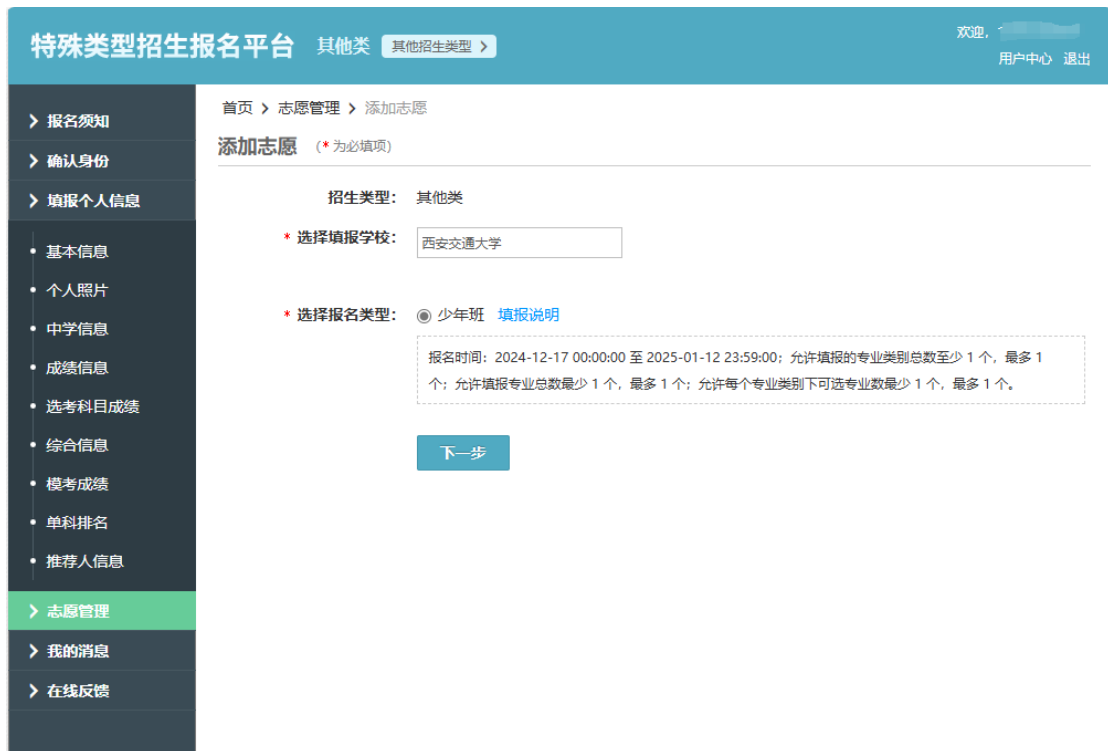 特殊类型招生报名平台 其他类 其他招生类型
欢迎，
用户中心 退出
报名须知
确认身份
填报个人信息
基本信息
个人照片
中学信息
成绩信息
选考科目成绩
综合信息
模考成绩
单科排名
推荐人信息
志愿管理
我的消息
在线反馈
首页 > 志愿管理 > 添加志愿
添加志愿 （* 为必填项）
招生类型： 其他类
* 选择填报学校： 西安交通大学
* 选择报名类型： 少年班 填报说明
报名时间：2024-12-17 00:00:00 至 2025-01-12 23:59:00；允许填报的专业类别总数至少 1 个，最多 1
个；允许填报专业总数最少 1 个，最多 1 个；允许每个专业类别下可选专业数最少 1 个，最多 1 个。
下一步